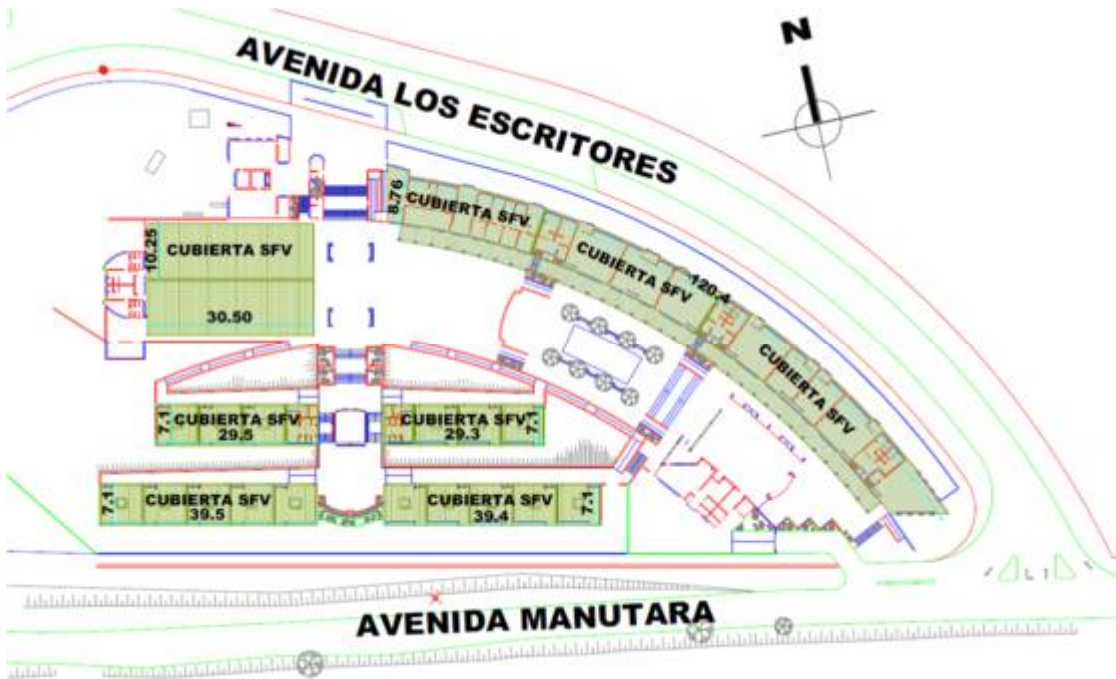 N
AVENIDA LOS ESCRITORES
8.76
CUBIERTA SFV
CUBIERTA SFV
120.4
CUBIERTA SFV
10.25
CUBIERTA SFV
30.50
7.1
CUBIERTA SFV
29.5
CUBIERTA SFV
29.3
7.1
7.1
CUBIERTA SFV
39.5
CUBIERTA SFV
39.4
7.1
AVENIDA MANUTARA